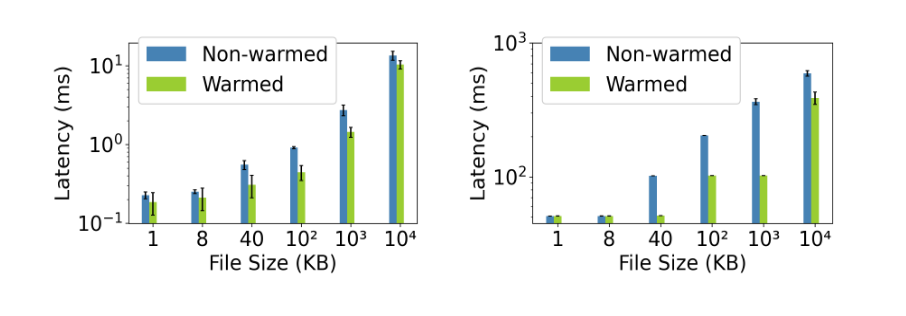 Non-warmed
Warmed
Latency (ms)
10¹
10⁰
10⁻¹
1 8 40 10² 10³ 10⁴
File Size (KB)
Non-warmed
Warmed
Latency (ms)
10³
10²
1 8 40 10² 10³ 10⁴
File Size (KB)